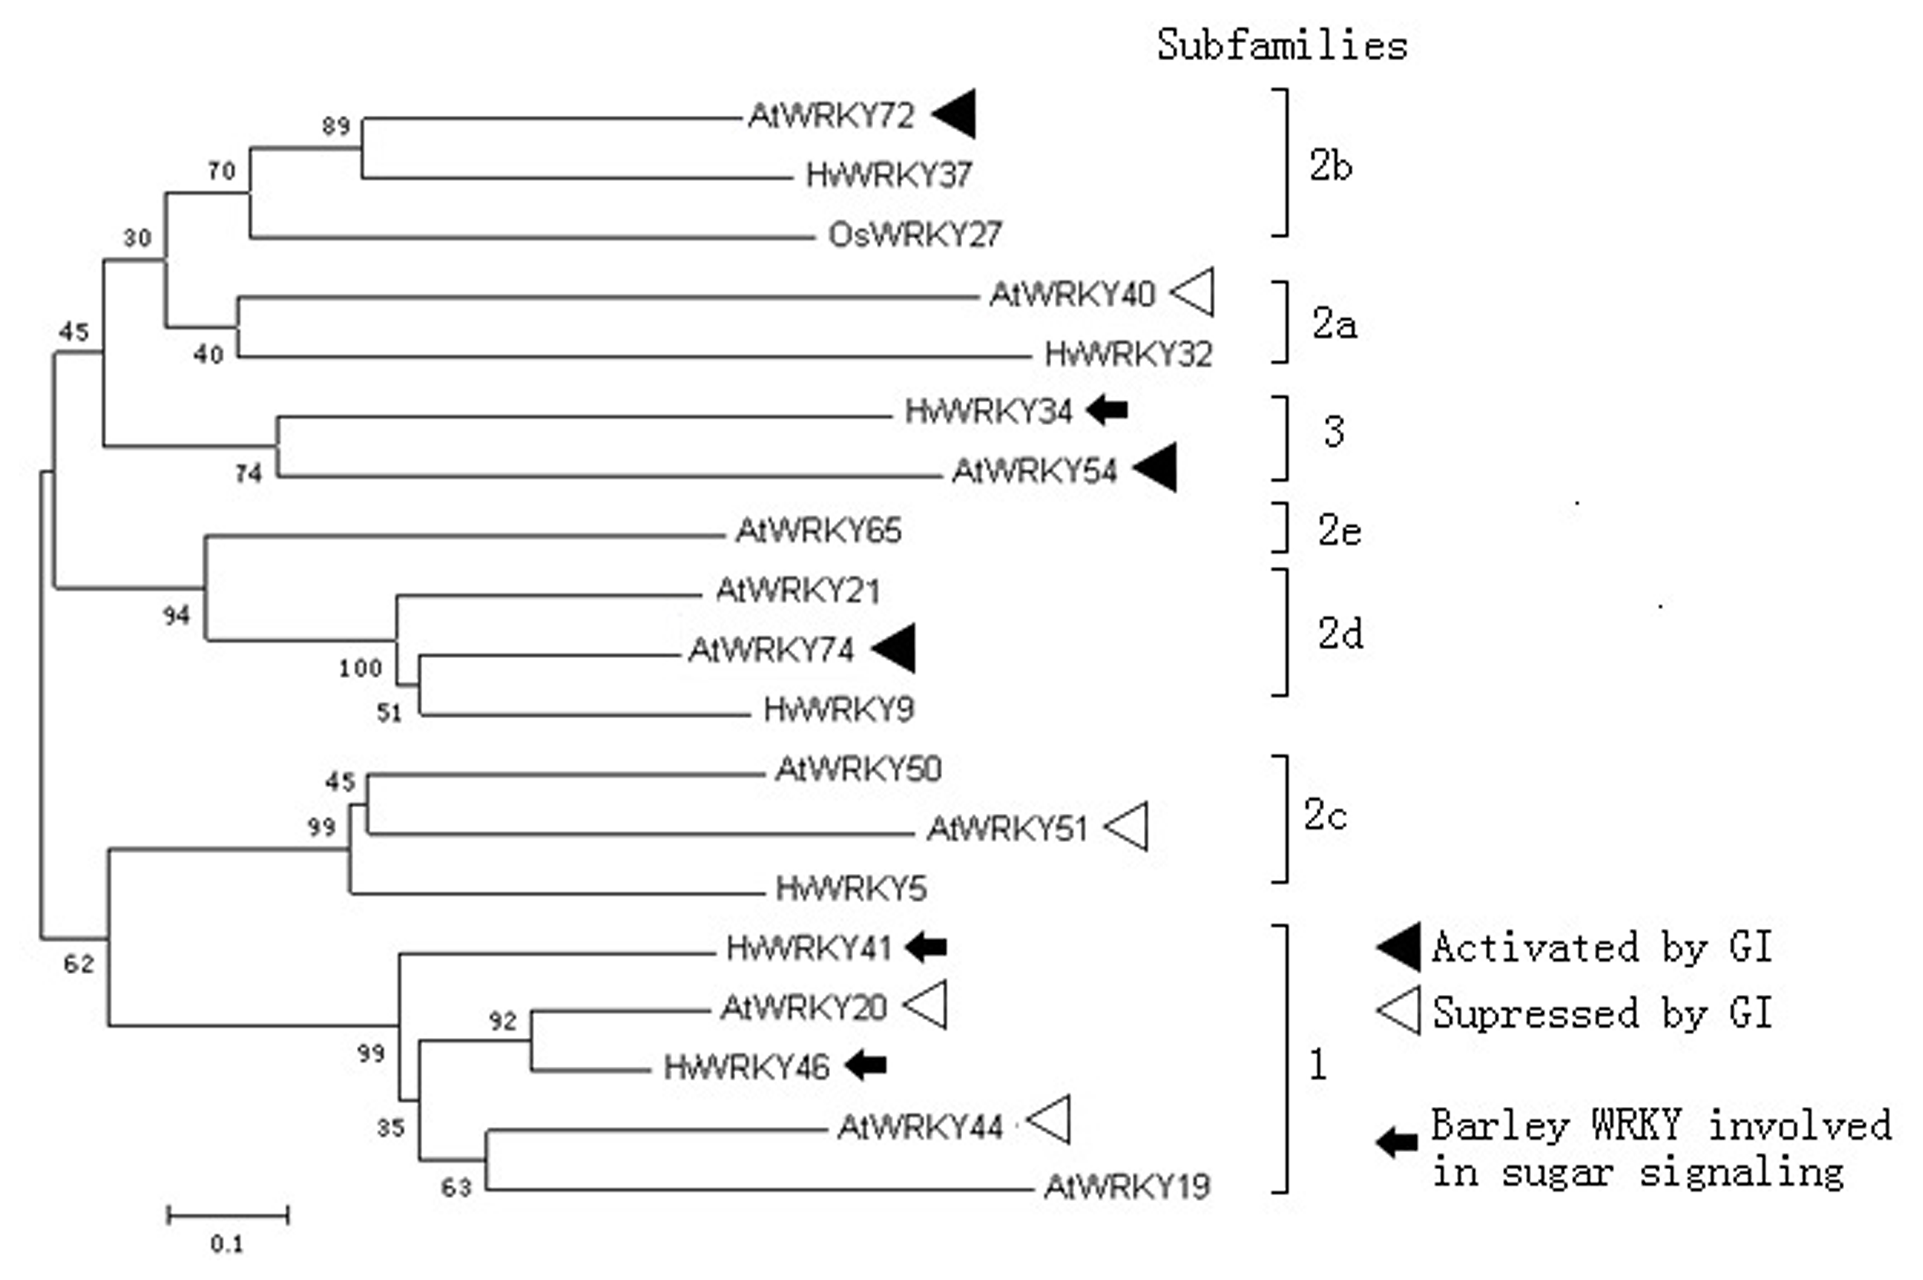 Subfamilies
AtWRKY72
89
HvWRKY37
70
2b
OsWRKY27
30
AtWRKY40
2a
45
40
HvWRKY32
HvWRKY34
3
74
AtWRKY54
AtWRKY65
2e
AtWRKY21
94
2d
AtWRKY74
100
51
HvWRKY9
AtWRKY50
45
2c
99
AtWRKY51
HvWRKY5
HvWRKY41
Activated by GI
62
AtWRKY20
Supressed by GI
92
99
HvWRKY46
1
35
AtWRKY44
Barley WRKY involved
in sugar signaling
63
AtWRKY19
0.1